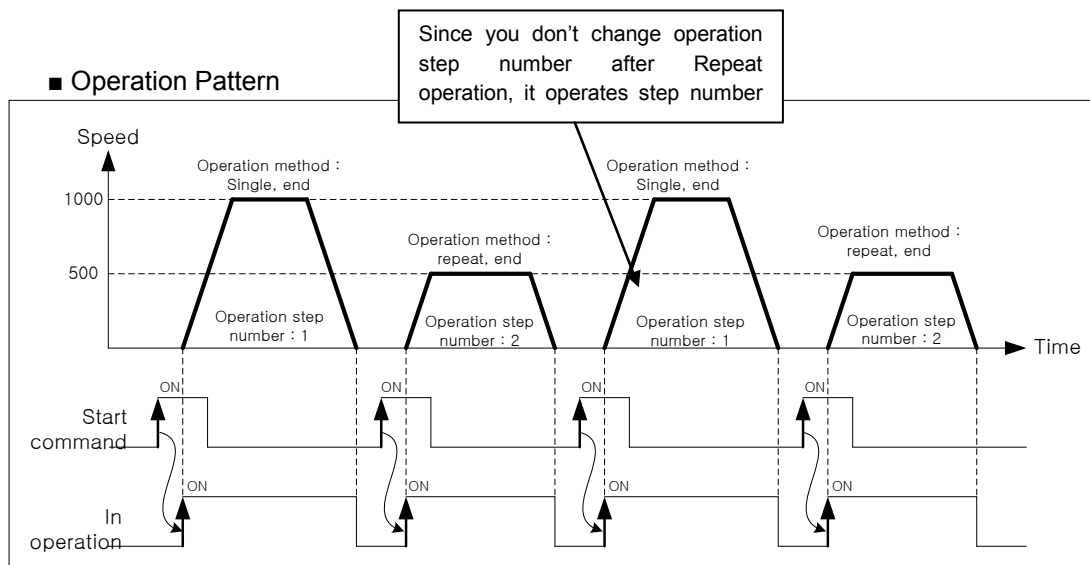 Since you don't change operation
step number after Repeat
operation, it operates step number
■ Operation Pattern
Speed
Operation method :
Single, end
Operation method :
Single, end
1000
Operation method :
repeat, end
Operation method :
repeat, end
500
Operation step
number : 1
Operation step
number : 2
Operation step
number : 1
Operation step
number : 2
Time
ON
ON
ON
ON
Start
command
ON
ON
ON
ON
In
operation